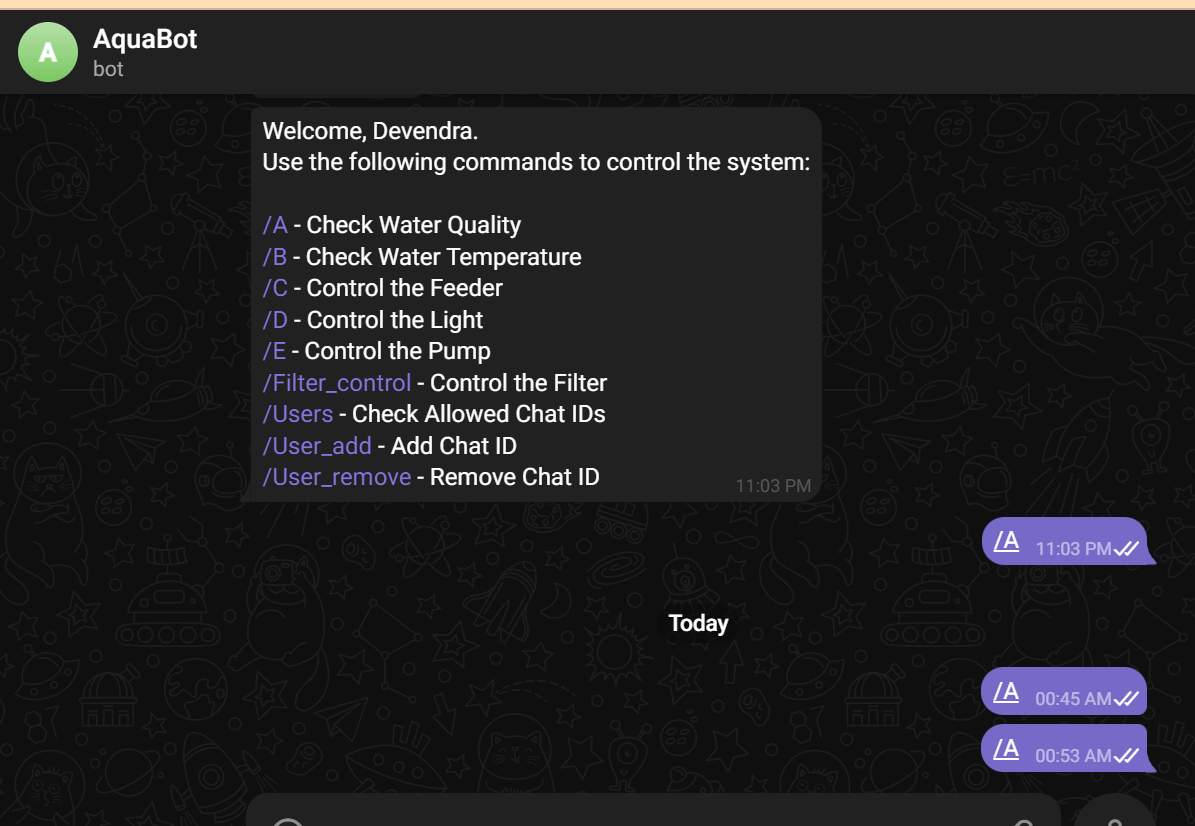 A
AquaBot
bot
Welcome, Devendra.
Use the following commands to control the system:
/A - Check Water Quality
/B - Check Water Temperature
/C - Control the Feeder
/D - Control the Light
/E - Control the Pump
/Filter_control - Control the Filter
/Users - Check Allowed Chat IDs
/User_add - Add Chat ID
/User_remove - Remove Chat ID
11:03 PM
/A 11:03 PM
Today
/A 00:45 AM
/A 00:53 AM
E=mc²